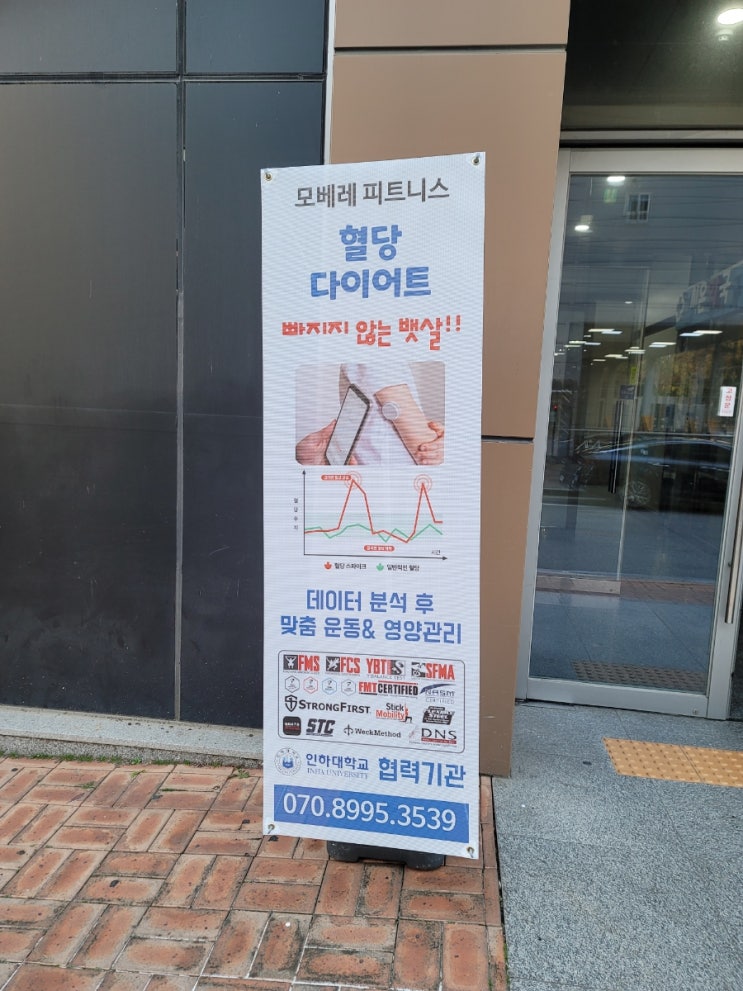 모베레 피트니스
혈당
다이어트
빠지지 않는 뱃살!!
시간
혈당 스파이크 일반적인 혈당
데이터 분석 후
맞춤 운동& 영양관리
FMS FCS YBT SFMA
FMT CERTIFIED NASM
STRONGFIRST Stick Mobility
STC WeckMethod DNS
인하대학교 협력기관
INHA UNIVERSITY
070.8995.3539